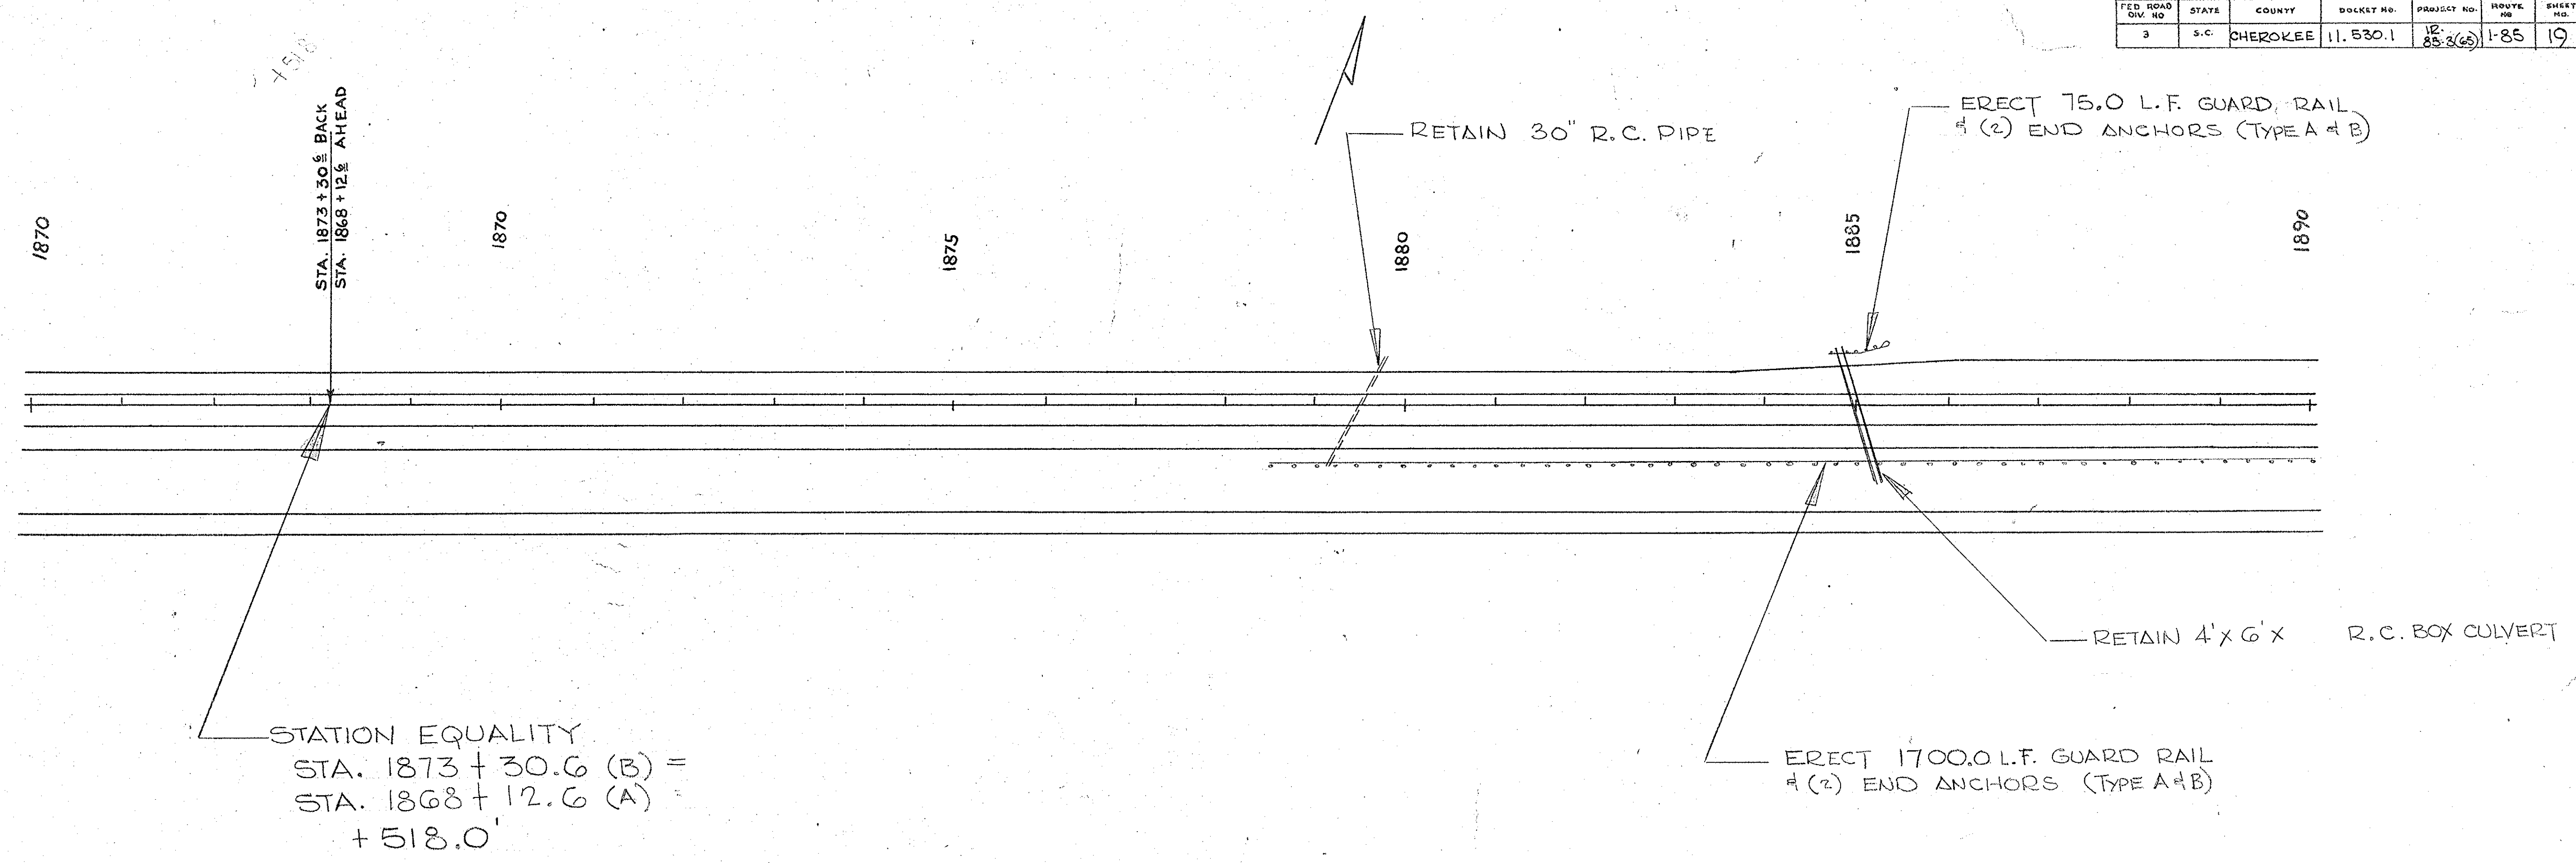 FED ROAD DIV. NO STATE COUNTY DOCKET NO. PROJECT NO. ROUTE NO SHEET NO.
3 S.C. CHEROKEE 11.530.1 IR-85-3(65) I-85 19
+518
STA. 1873+30.6 BACK
STA. 1868+12.6 AHEAD
RETAIN 30" R.C. PIPE
ERECT 75.0 L.F. GUARD RAIL
& (2) END ANCHORS (TYPE A & B)
1870
1870
1875
1880
1885
1890
RETAIN 4' X 6' X R.C. BOX CULVERT
STATION EQUALITY
STA. 1873+30.6 (B) =
STA. 1868+12.6 (A) =
+518.0'
ERECT 1700.0 L.F. GUARD RAIL
& (2) END ANCHORS (TYPE A & B)